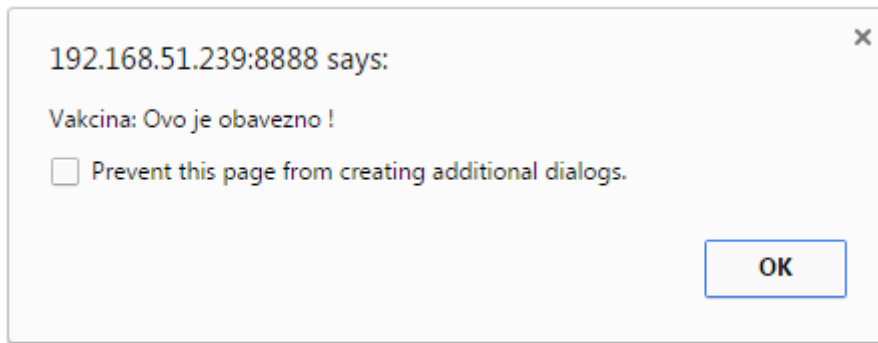 192.168.51.239:8888 says:
Vakcina: Ovo je obavezno !
Prevent this page from creating additional dialogs.
OK